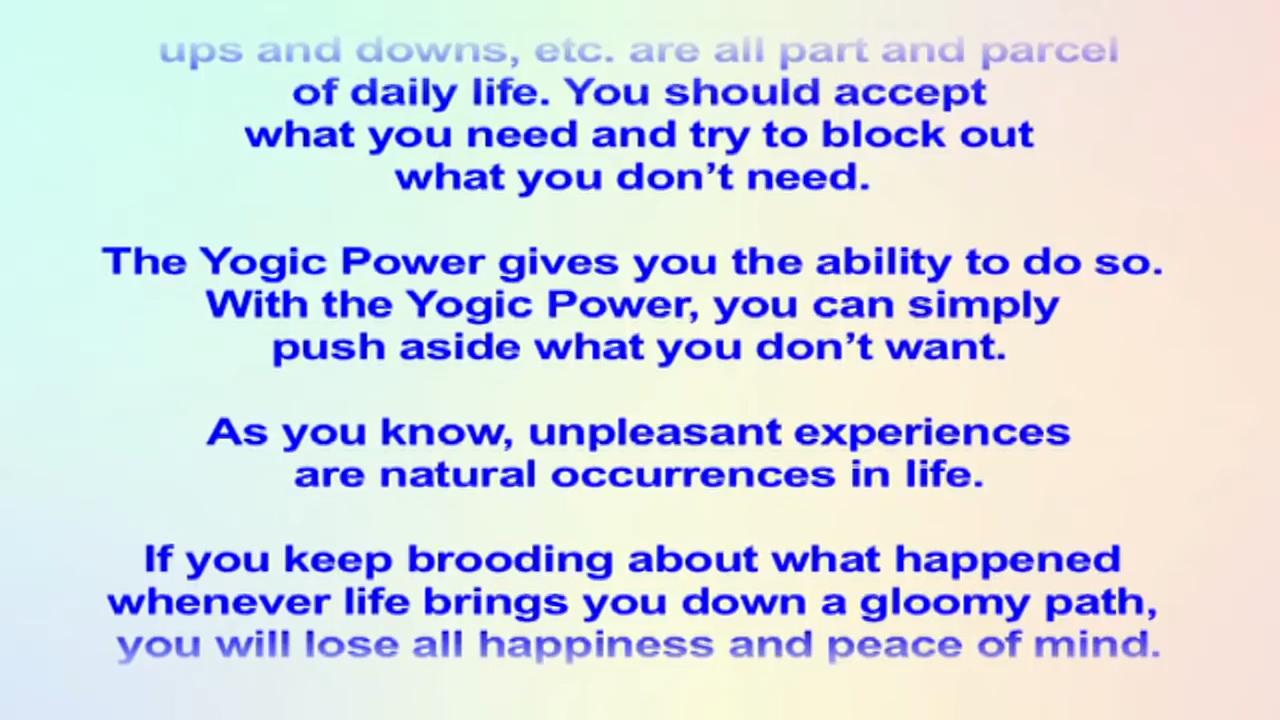 ups and downs, etc. are all part and parcel
of daily life. You should accept
what you need and try to block out
what you don’t need.
The Yogic Power gives you the ability to do so.
With the Yogic Power, you can simply
push aside what you don’t want.
As you know, unpleasant experiences
are natural occurrences in life.
If you keep brooding about what happened
whenever life brings you down a gloomy path,
you will lose all happiness and peace of mind.